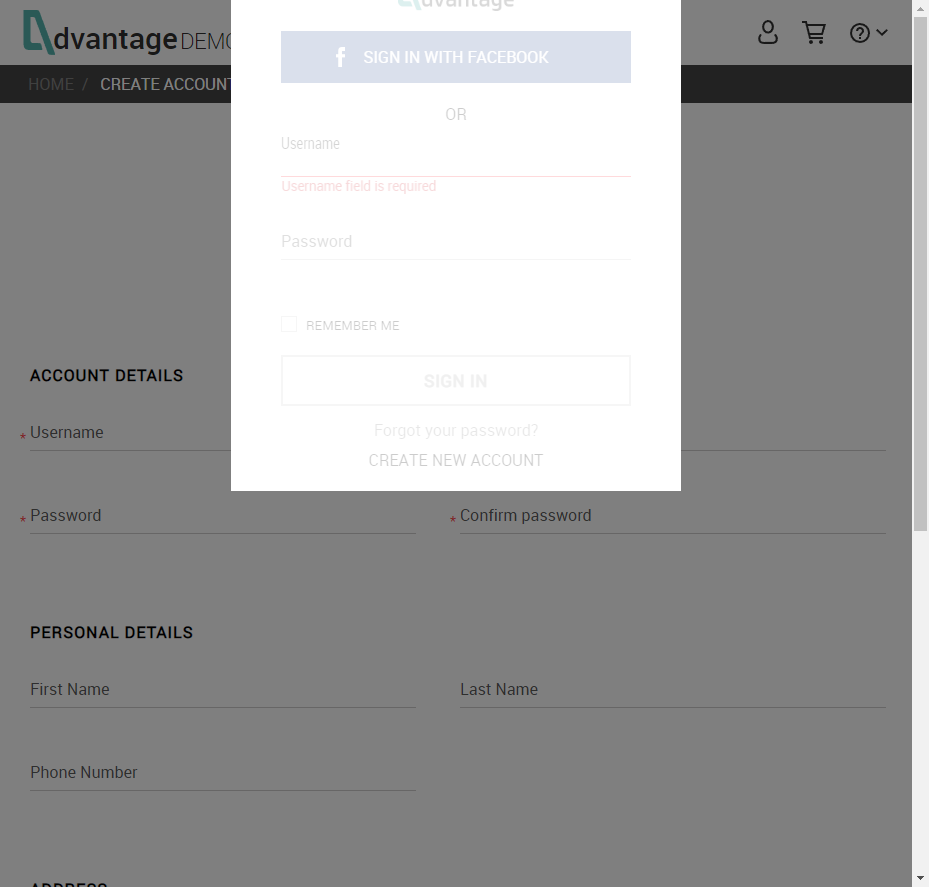 dvantage
dvantage DEMO
HOME / CREATE ACCOUNT
SIGN IN WITH FACEBOOK
OR
Username
Username field is required
Password
REMEMBER ME
SIGN IN
Forgot your password?
CREATE NEW ACCOUNT
ACCOUNT DETAILS
* Username
* Password
* Confirm password
PERSONAL DETAILS
First Name
Last Name
Phone Number
ADDRESS